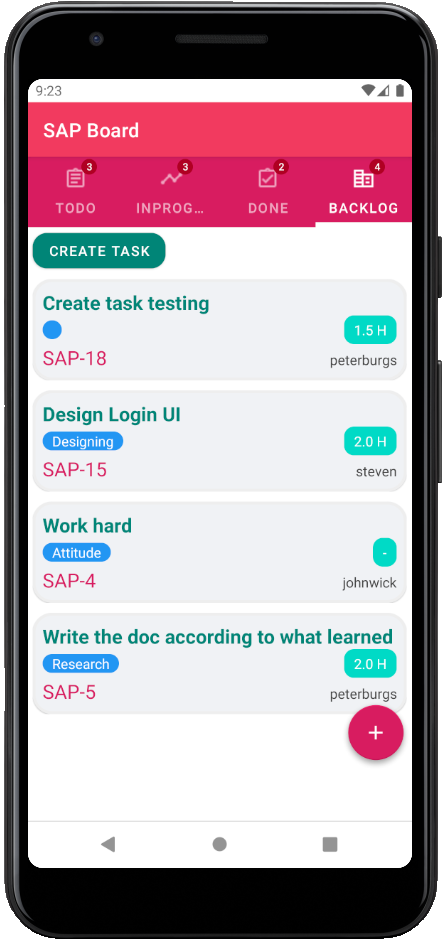 9:23
SAP Board
3 3 2 4
TODO INPROG... DONE BACKLOG
CREATE TASK
Create task testing
1.5 H
SAP-18 peterburgs
Design Login UI
Designing 2.0 H
SAP-15 steven
Work hard
Attitude -
SAP-4 johnwick
Write the doc according to what learned
Research 2.0 H
SAP-5 peterburgs
+